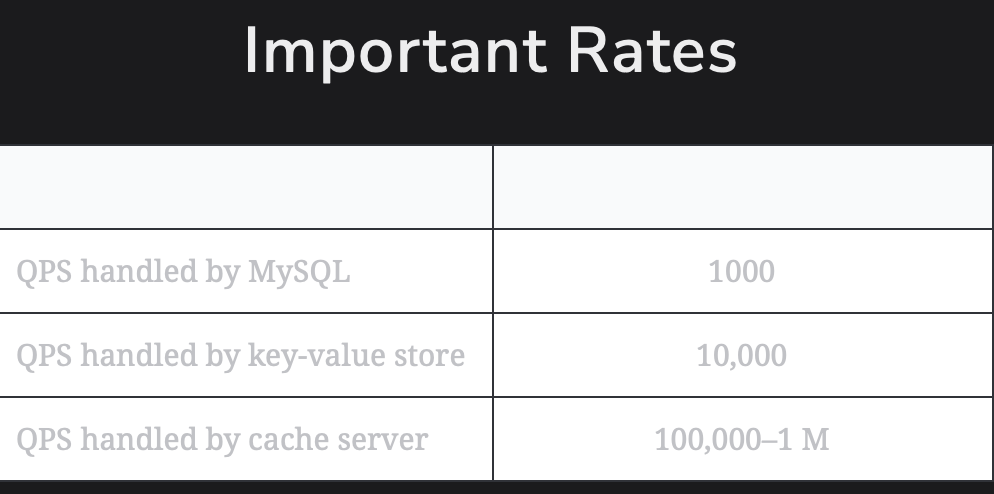 Important Rates
QPS handled by MySQL 1000
QPS handled by key-value store 10,000
QPS handled by cache server 100,000–1 M